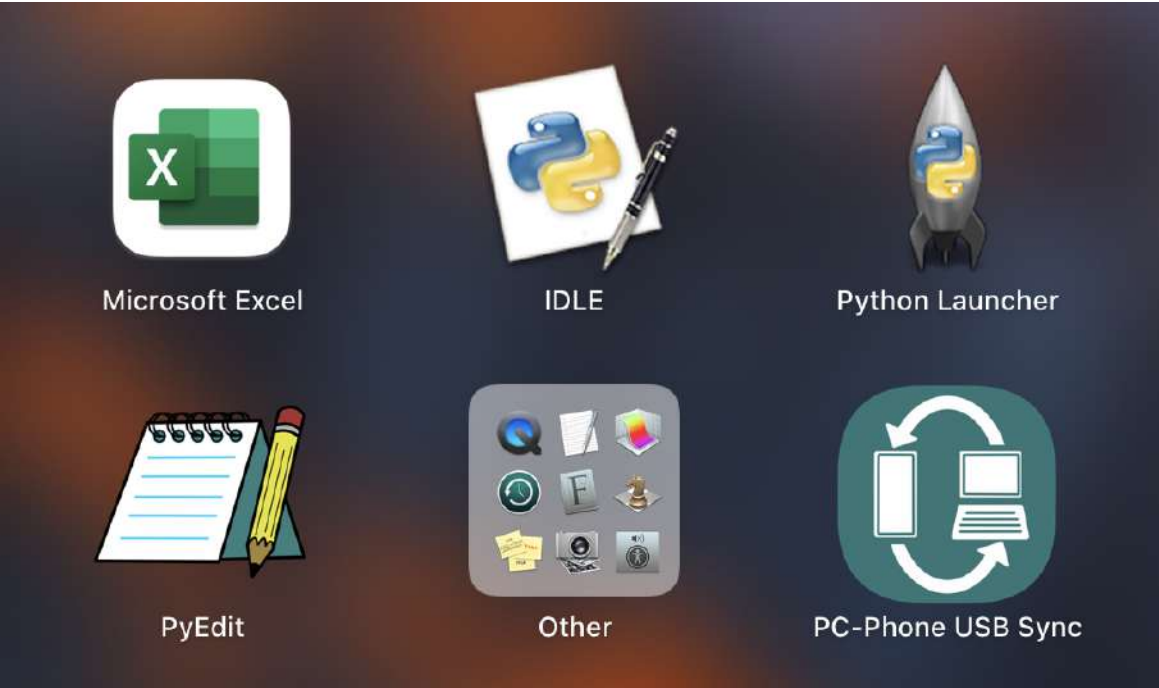 X
Microsoft Excel
IDLE
Python Launcher
F
PyEdit
Other
PC-Phone USB Sync